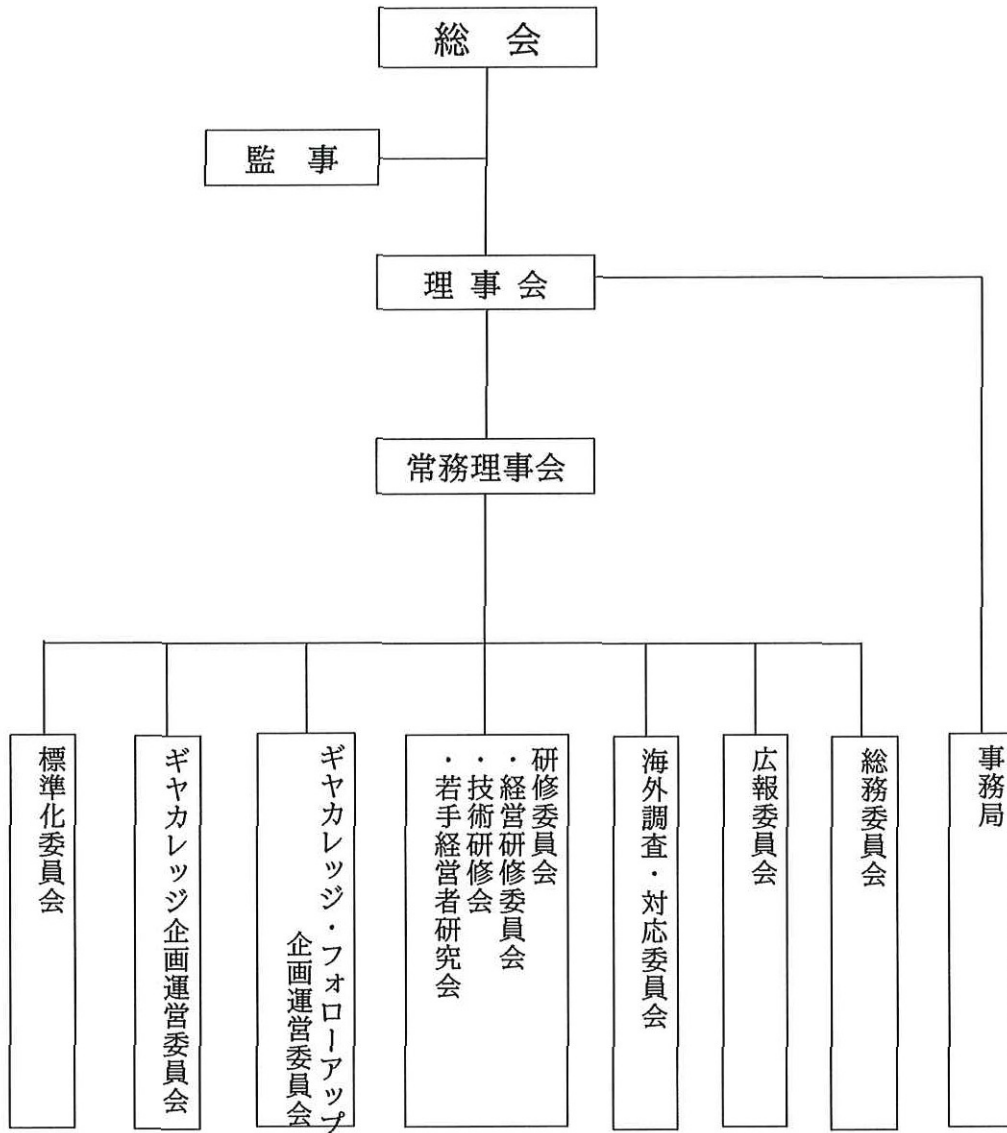 総　会
監　事
理 事 会
常務理事会
事務局
総務委員会
広報委員会
海外調査・対応委員会
研修委員会
・経営研修委員会
・技術研修会
・若手経営者研究会
ギヤカレッジ・フォローアップ
企画運営委員会
ギヤカレッジ企画運営委員会
標準化委員会